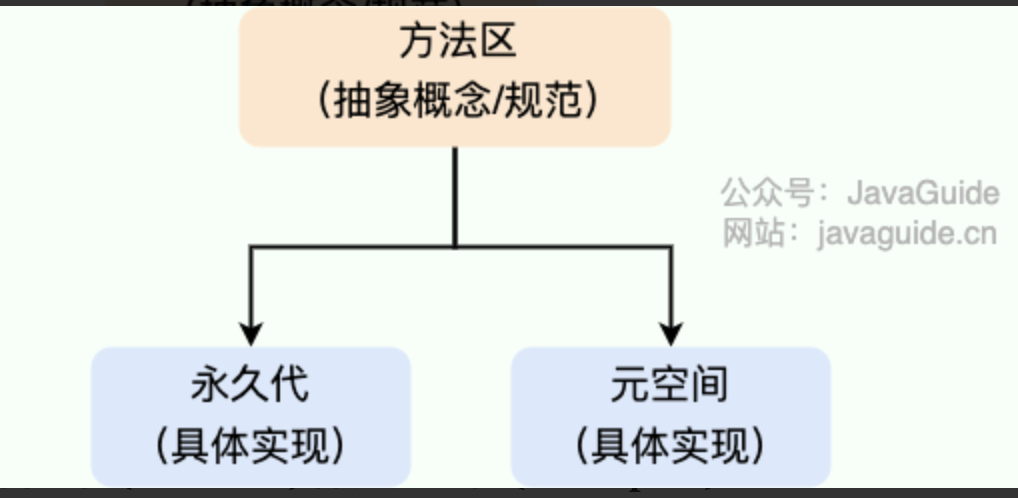 方法区
（抽象概念/规范）
公众号：JavaGuide
网站：javaguide.cn
永久代
（具体实现）
元空间
（具体实现）